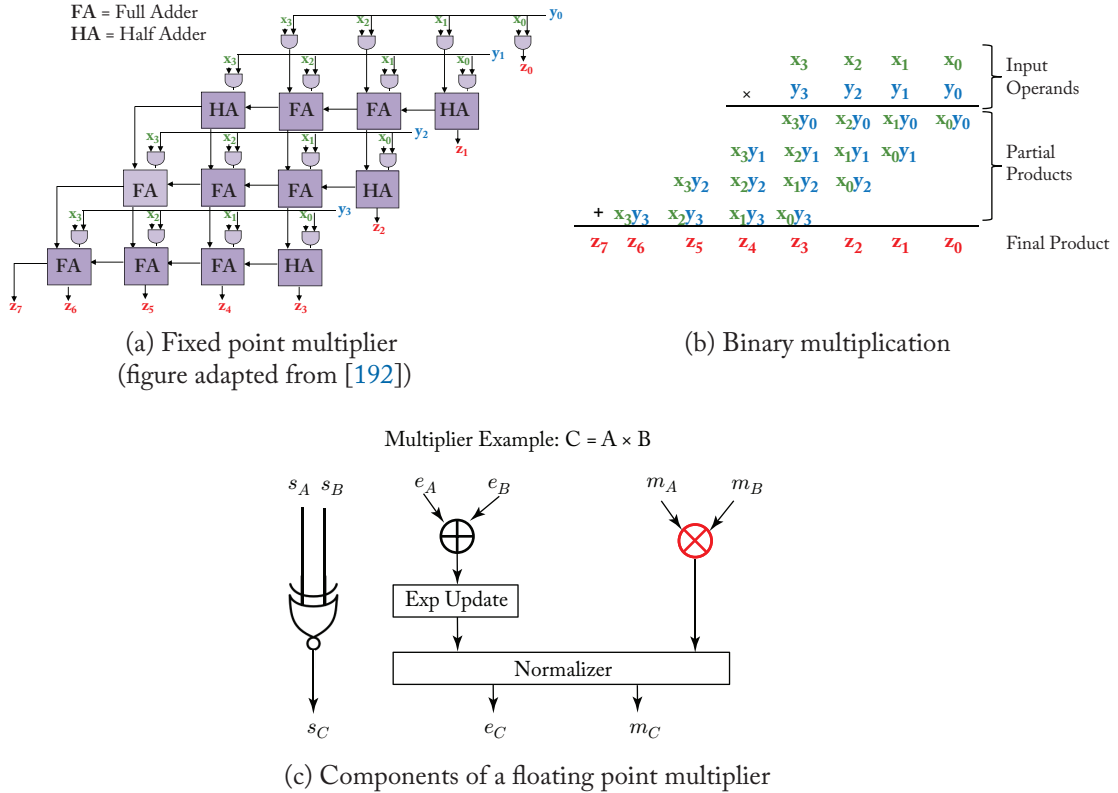 FA = Full Adder
HA = Half Adder
x3 x2 x1 x0 y0
x3 x2 x1 x0 y1
z0
HA FA FA HA
z1
x3 x2 x1 x0 y2
FA FA FA HA
z2
x3 x2 x1 x0 y3
FA FA FA HA
z7 z6 z5 z4 z3
(a) Fixed point multiplier
(figure adapted from [192])
x3 x2 x1 x0
× y3 y2 y1 y0
Input
Operands
x3y0 x2y0 x1y0 x0y0
x3y1 x2y1 x1y1 x0y1
x3y2 x2y2 x1y2 x0y2
+ x3y3 x2y3 x1y3 x0y3
Partial
Products
z7 z6 z5 z4 z3 z2 z1 z0 Final Product
(b) Binary multiplication
Multiplier Example: C = A × B
sA sB eA eB mA mB
Exp Update
Normalizer
sC eC mC
(c) Components of a floating point multiplier